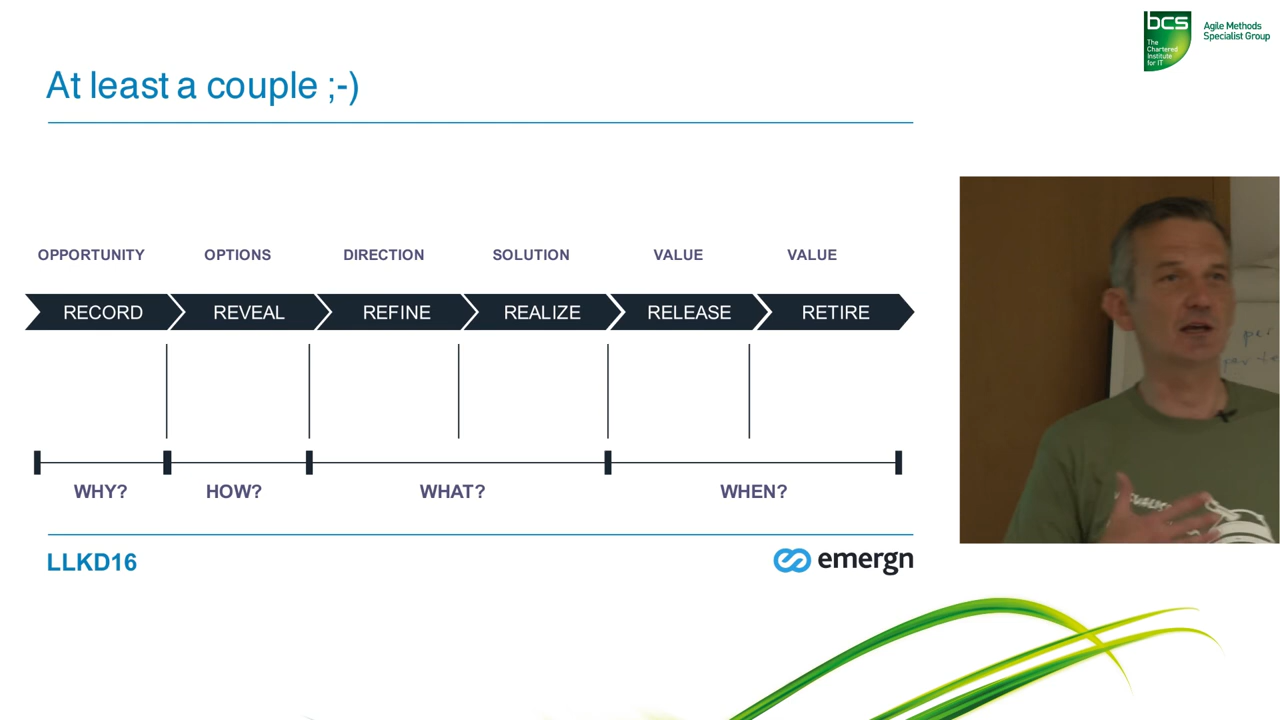 bcs
The
Chartered
Institute
for IT
Agile Methods
Specialist Group
At least a couple ;-)
OPPORTUNITY OPTIONS DIRECTION SOLUTION VALUE VALUE
RECORD REVEAL REFINE REALIZE RELEASE RETIRE
WHY? HOW? WHAT? WHEN?
LLKD16
emergn
per